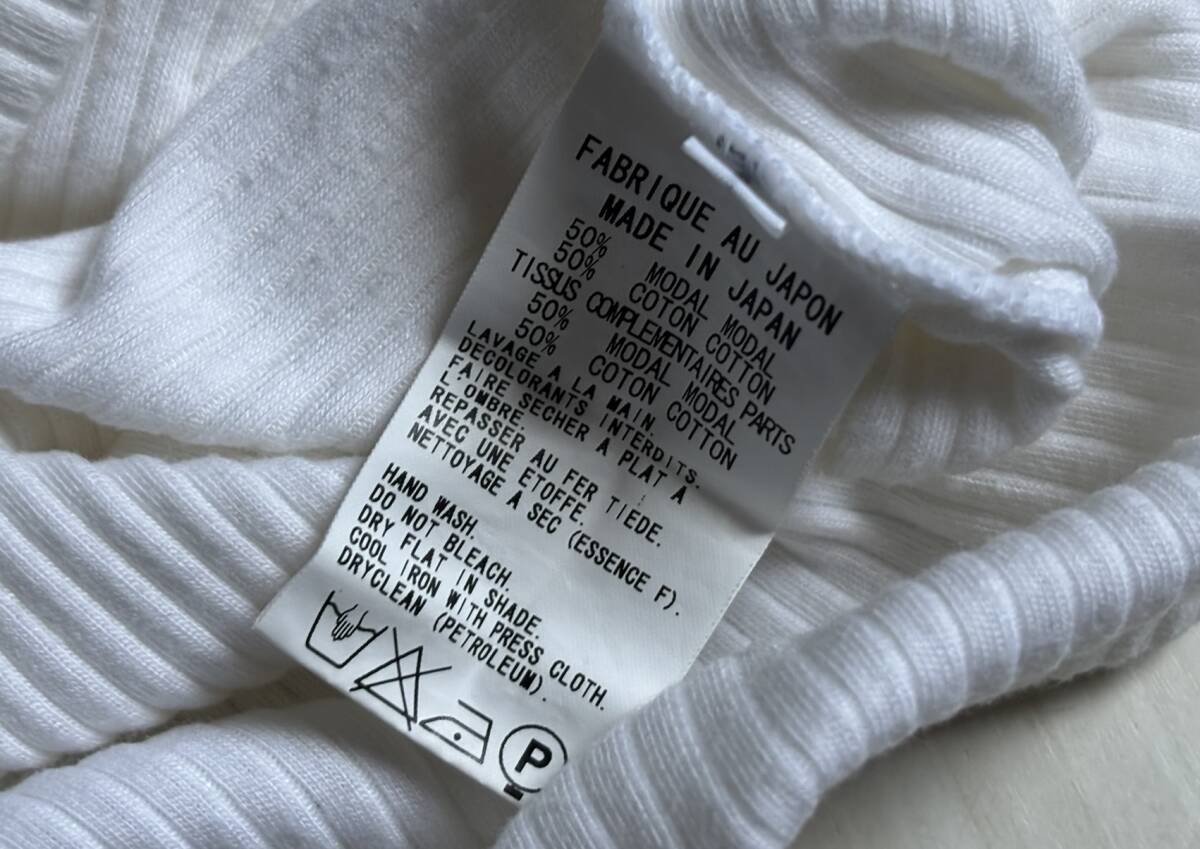 FABRIQUE AU JAPON
MADE IN JAPAN
50% MODAL MODAL
50% COTON COTTON
TISSUS COMPLEMENTAIRES PARTS
50% MODAL MODAL
50% COTON COTTON
LAVAGE A LA MAIN
DECOLORANTS INTERDITS.
FAIRE SECHER A PLAT A
L'OMBRE.
REPASSER AU FER TIEDE.
AVEC UNE ETOFFE.
NETTOYAGE A SEC (ESSENCE F).
HAND WASH.
DO NOT BLEACH.
DRY FLAT IN SHADE.
COOL IRON WITH PRESS CLOTH.
DRYCLEAN (PETROLEUM).
P